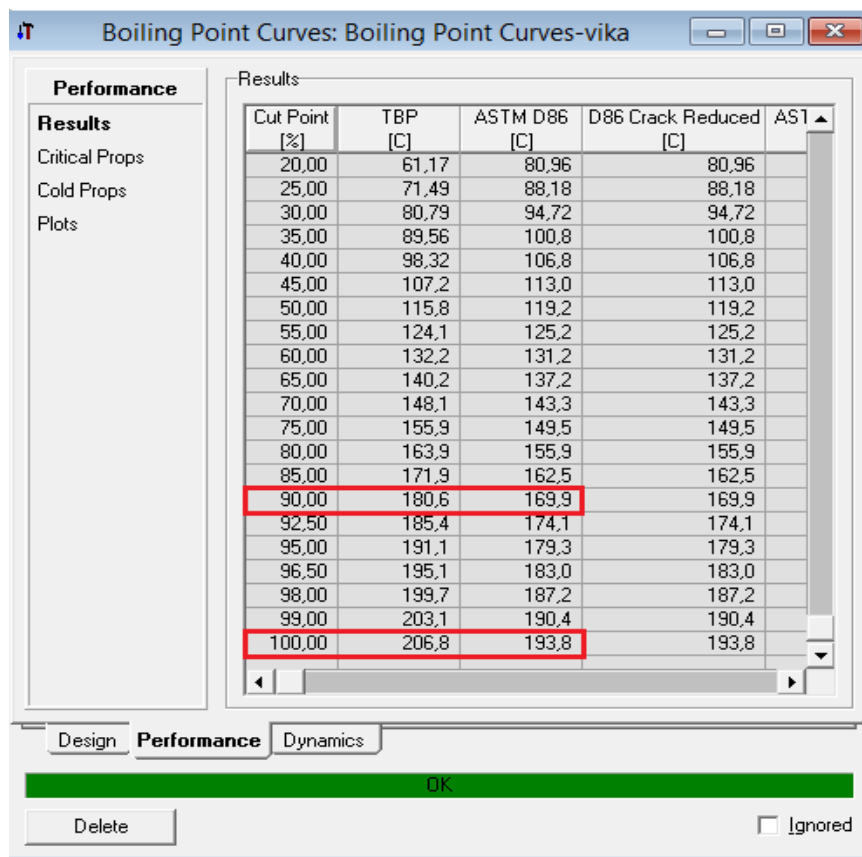 Boiling Point Curves: Boiling Point Curves-vika
Performance
Results
Critical Props
Cold Props
Plots
Results
Cut Point TBP ASTM D86 D86 Crack Reduced AST
[%] [C] [C] [C]
20,00 61,17 80,96 80,96
25,00 71,49 88,18 88,18
30,00 80,79 94,72 94,72
35,00 89,56 100,8 100,8
40,00 98,32 106,8 106,8
45,00 107,2 113,0 113,0
50,00 115,8 119,2 119,2
55,00 124,1 125,2 125,2
60,00 132,2 131,2 131,2
65,00 140,2 137,2 137,2
70,00 148,1 143,3 143,3
75,00 155,9 149,5 149,5
80,00 163,9 155,9 155,9
85,00 171,9 162,5 162,5
90,00 180,6 169,9 169,9
92,50 185,4 174,1 174,1
95,00 191,1 179,3 179,3
96,50 195,1 183,0 183,0
98,00 199,7 187,2 187,2
99,00 203,1 190,4 190,4
100,00 206,8 193,8 193,8
Design Performance Dynamics
OK
Delete Ignored